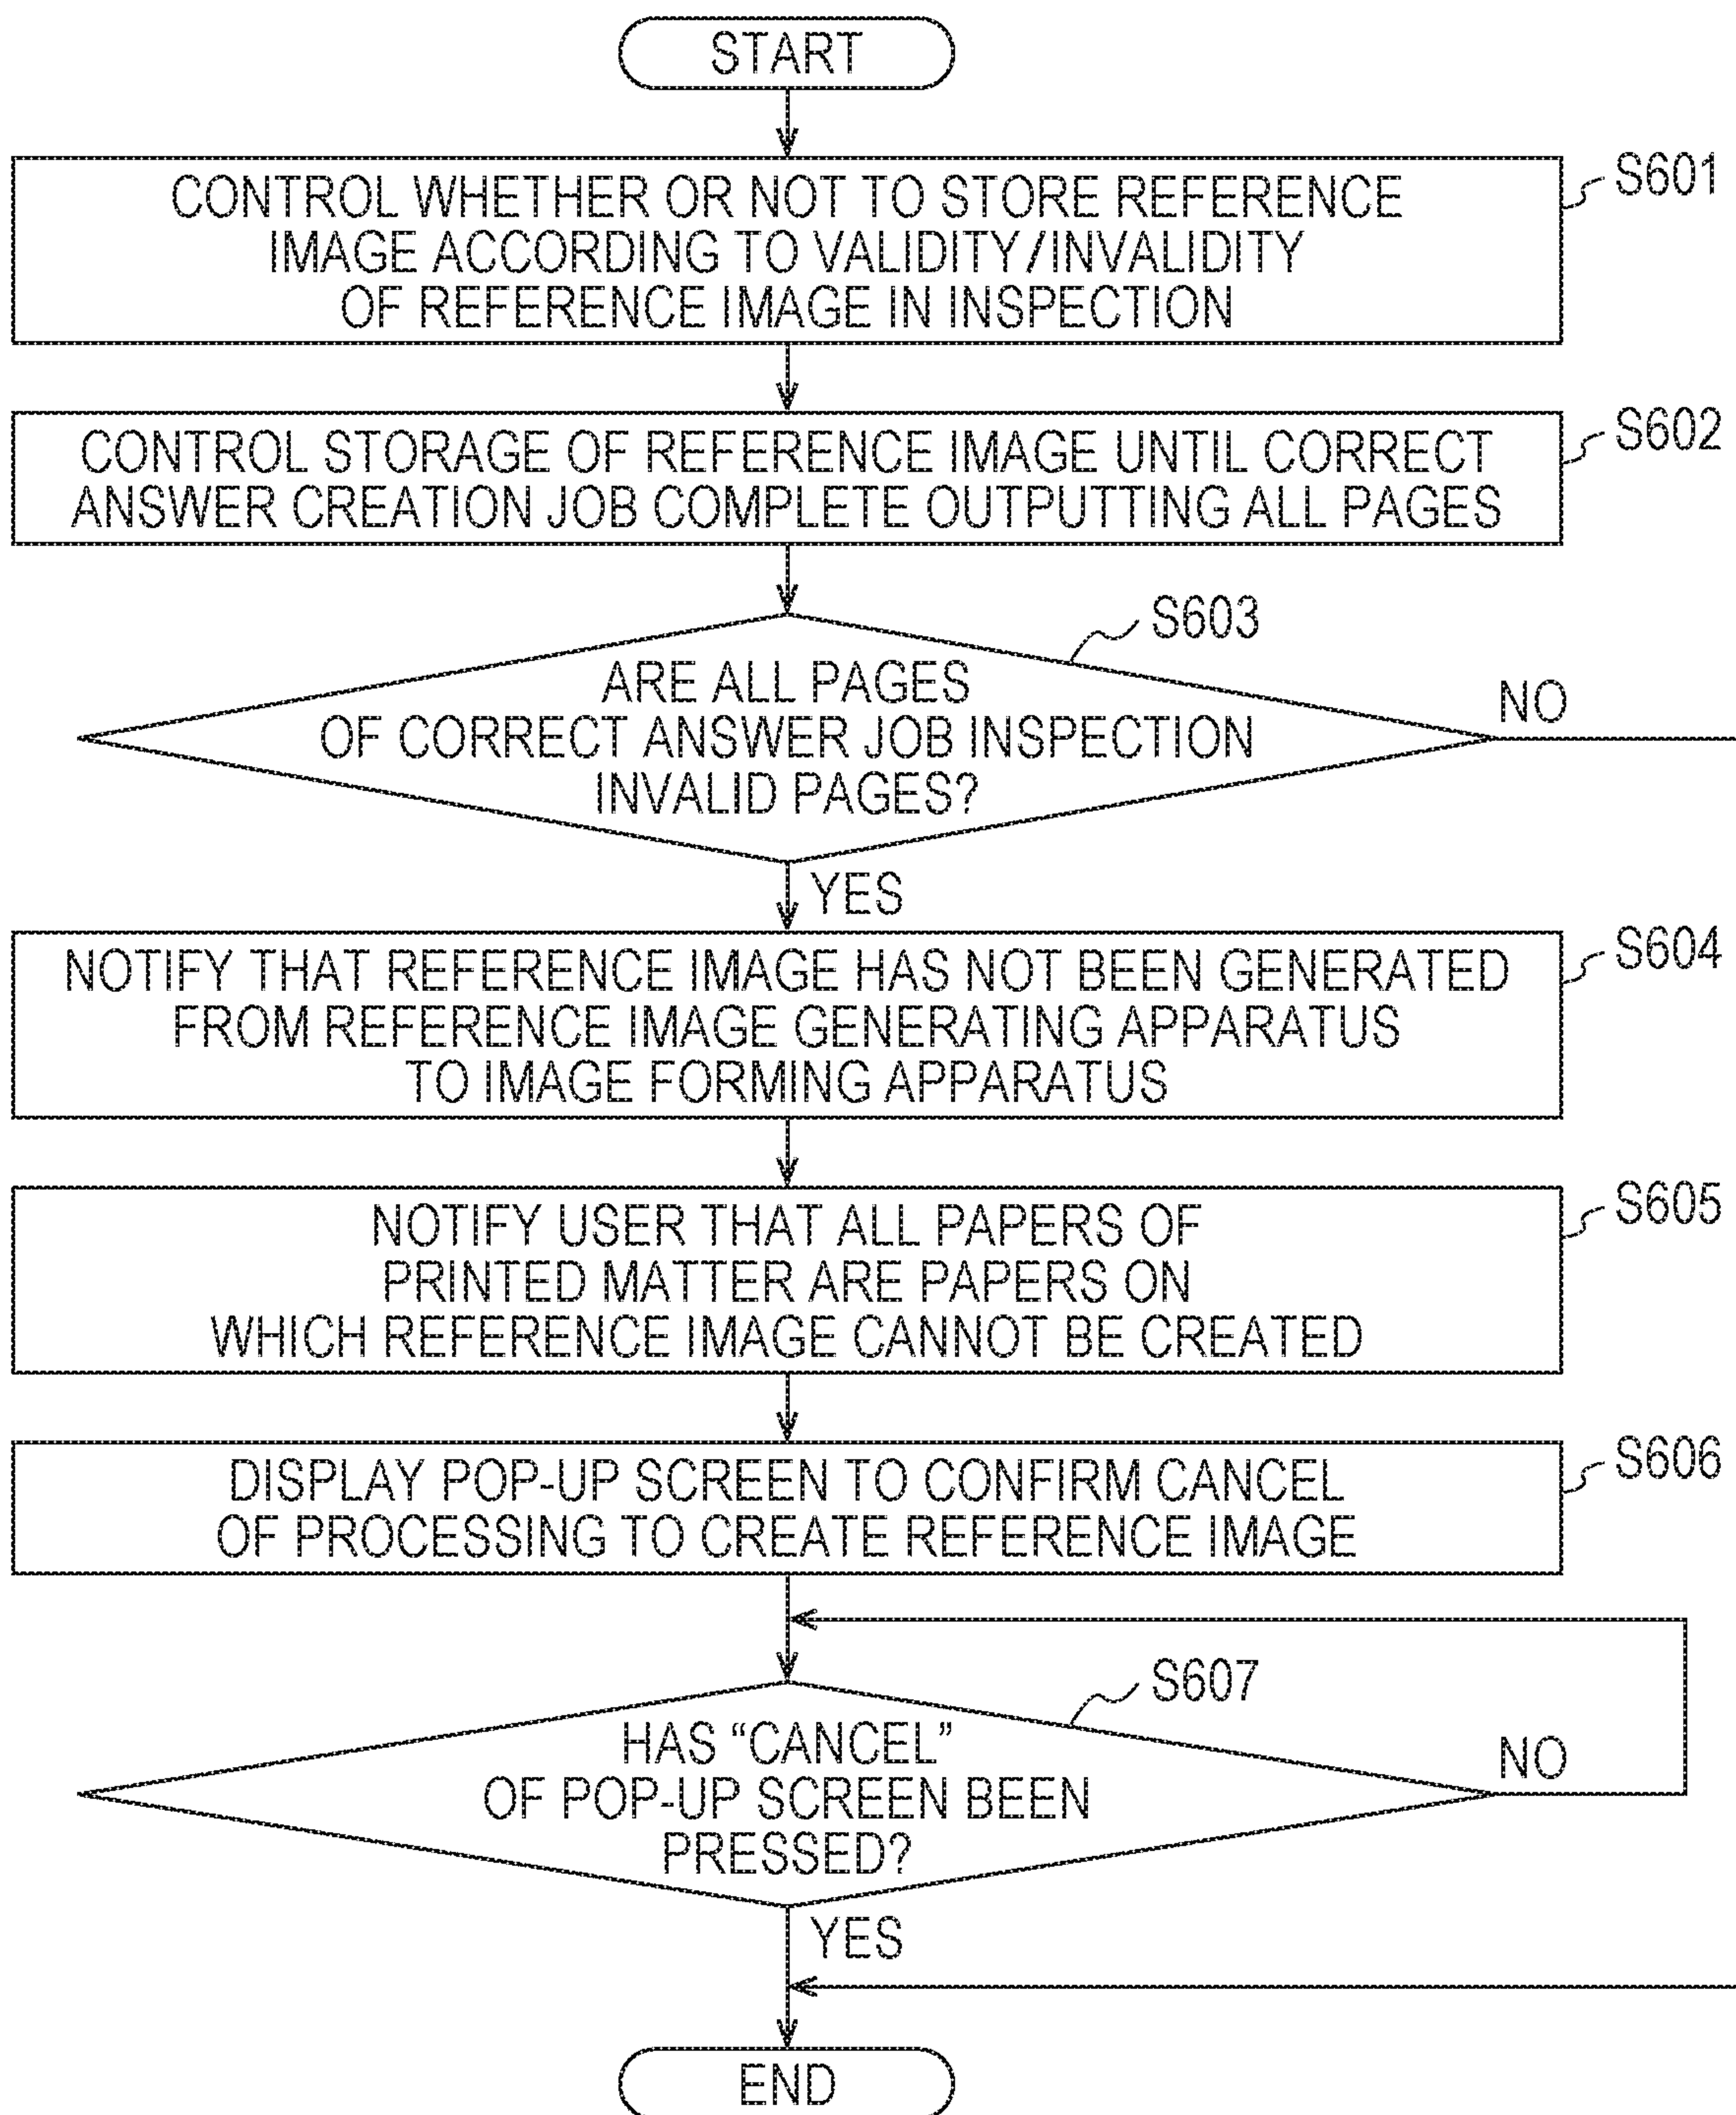 START
S601
CONTROL WHETHER OR NOT TO STORE REFERENCE
IMAGE ACCORDING TO VALIDITY/INVALIDITY
OF REFERENCE IMAGE IN INSPECTION
S602
CONTROL STORAGE OF REFERENCE IMAGE UNTIL CORRECT
ANSWER CREATION JOB COMPLETE OUTPUTTING ALL PAGES
S603
ARE ALL PAGES
OF CORRECT ANSWER JOB INSPECTION
INVALID PAGES?
NO
YES
S604
NOTIFY THAT REFERENCE IMAGE HAS NOT BEEN GENERATED
FROM REFERENCE IMAGE GENERATING APPARATUS
TO IMAGE FORMING APPARATUS
S605
NOTIFY USER THAT ALL PAPERS OF
PRINTED MATTER ARE PAPERS ON
WHICH REFERENCE IMAGE CANNOT BE CREATED
S606
DISPLAY POP-UP SCREEN TO CONFIRM CANCEL
OF PROCESSING TO CREATE REFERENCE IMAGE
S607
HAS “CANCEL”
OF POP-UP SCREEN BEEN
PRESSED?
NO
YES
END